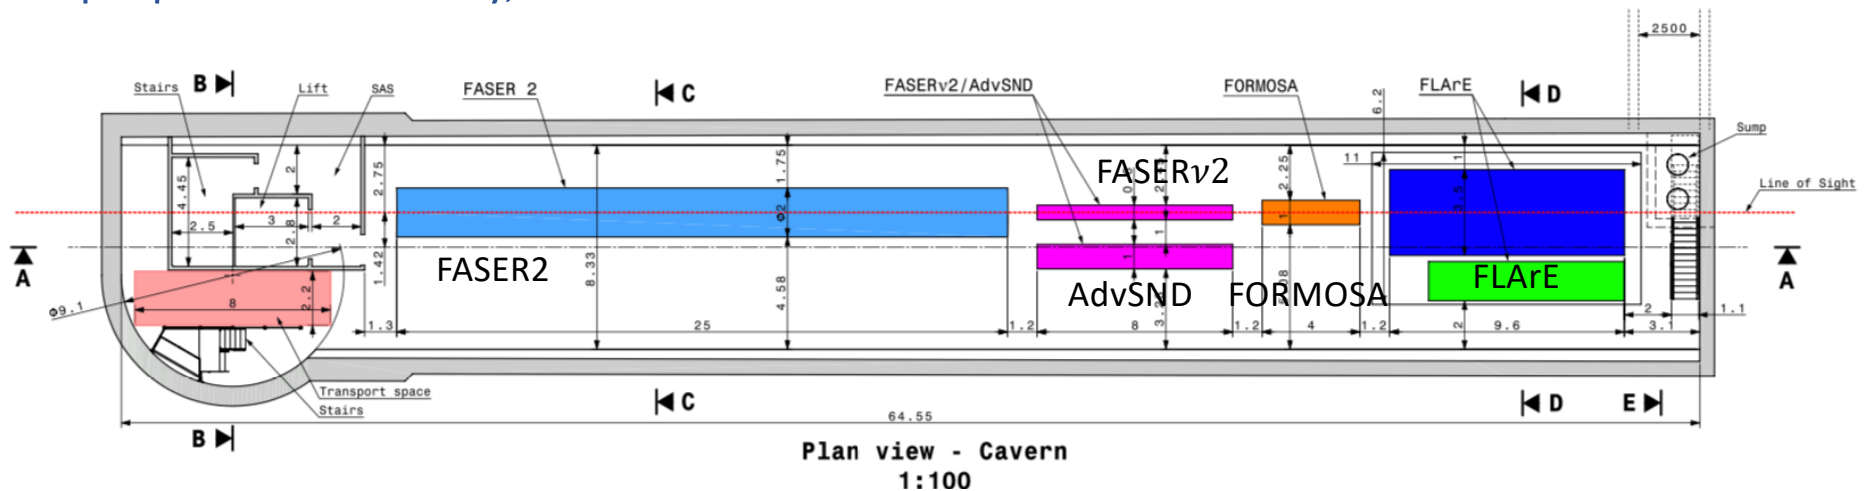 2500
B
Stairs
Lift
SAS
FASER 2
C
FASERν2/AdvSND
FORMOSA
FLArE
D
6.2
Sump
2
2.75
1.75
2.25
1
11
FASERν2
Line of Sight
4.45
3.5
Φ2
1
2.5
3
2.8
2
1
A
1.42
8.33
FASER2
1
FLArE
A
8
2.2
4.58
AdvSND
FORMOSA
Φ9.1
1.3
25
1.2
8
1.2
4
1.2
2
9.6
2
3.1
1.1
Transport space
Stairs
C
D
E
64.55
B
Plan view - Cavern
1:100